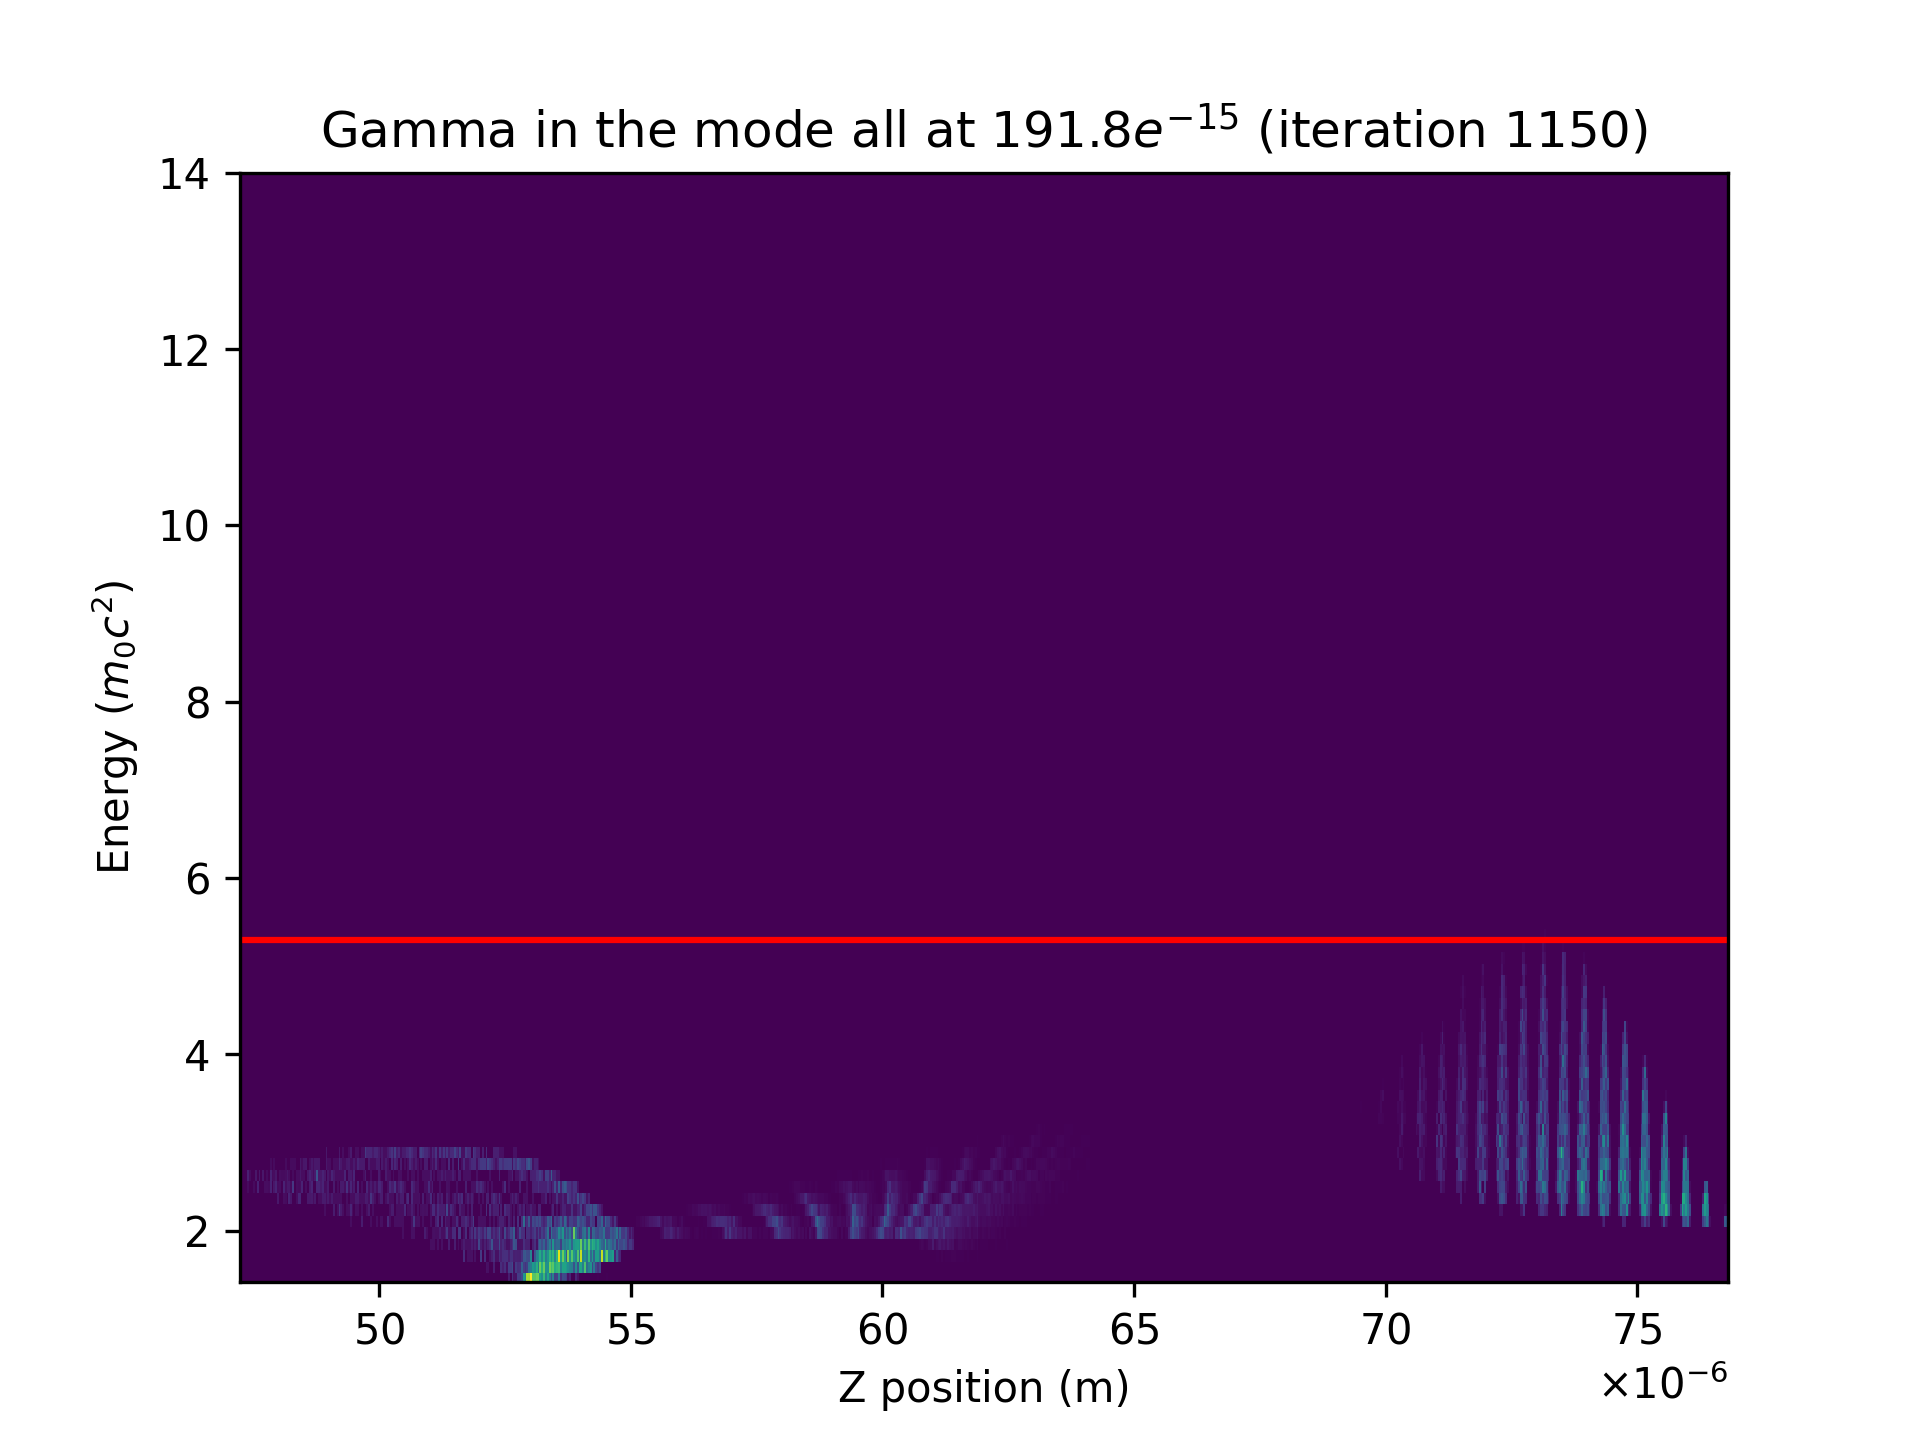 Gamma in the mode all at 191.8e⁻¹⁵ (iteration 1150)
14
12
10
8
6
4
2
Energy (m₀c²)
50 55 60 65 70 75
Z position (m)
×10⁻⁶